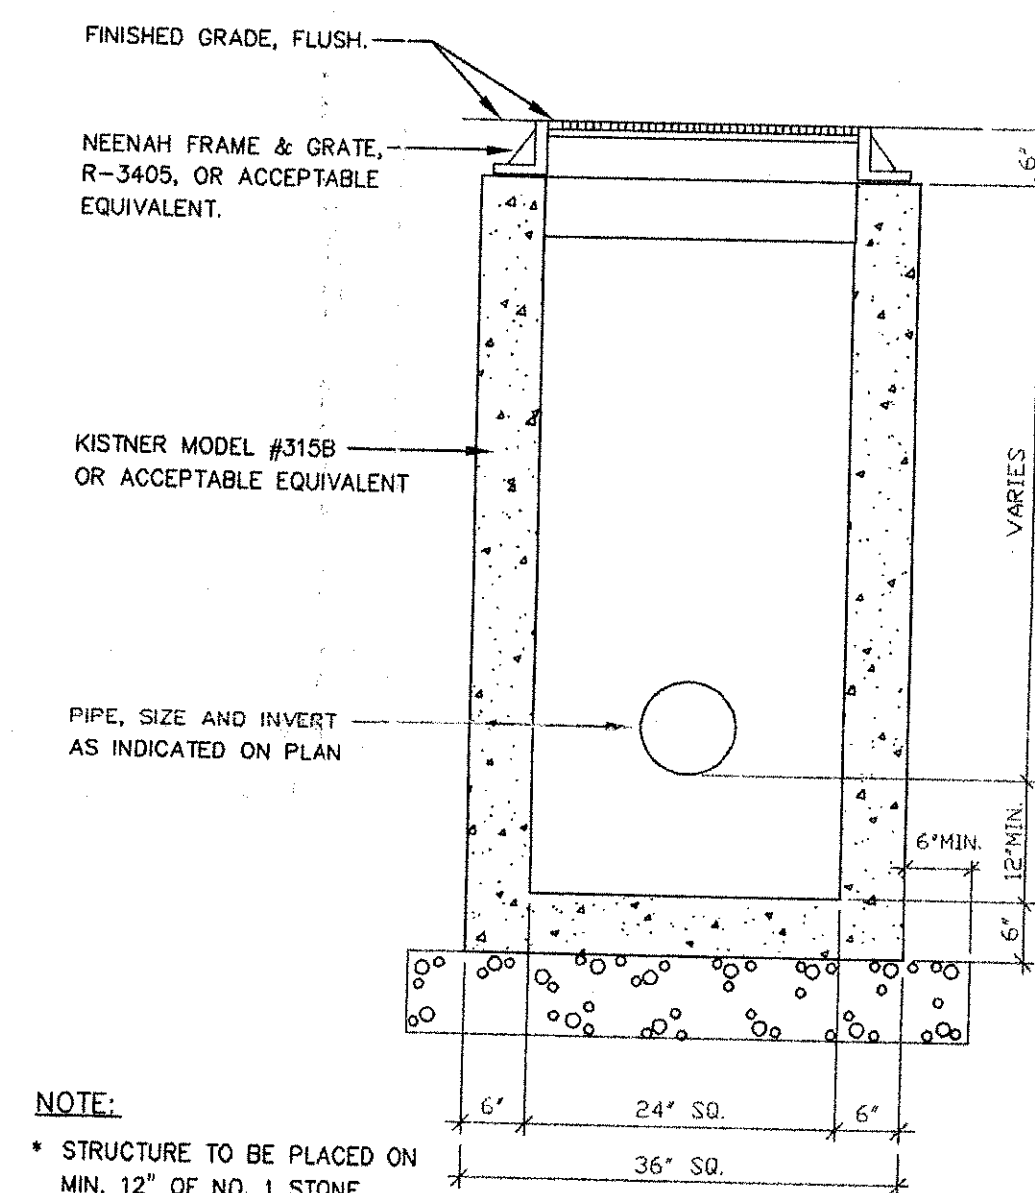 FINISHED GRADE, FLUSH.
NEENAH FRAME & GRATE,
R-3405, OR ACCEPTABLE
EQUIVALENT.
6"
KISTNER MODEL #315B
OR ACCEPTABLE EQUIVALENT
VARIES
PIPE, SIZE AND INVERT
AS INDICATED ON PLAN
12"MIN.
6"MIN.
6"
6"
24" SQ.
6"
36" SQ.
NOTE:
* STRUCTURE TO BE PLACED ON
MIN. 12" OF NO. 1 STONE